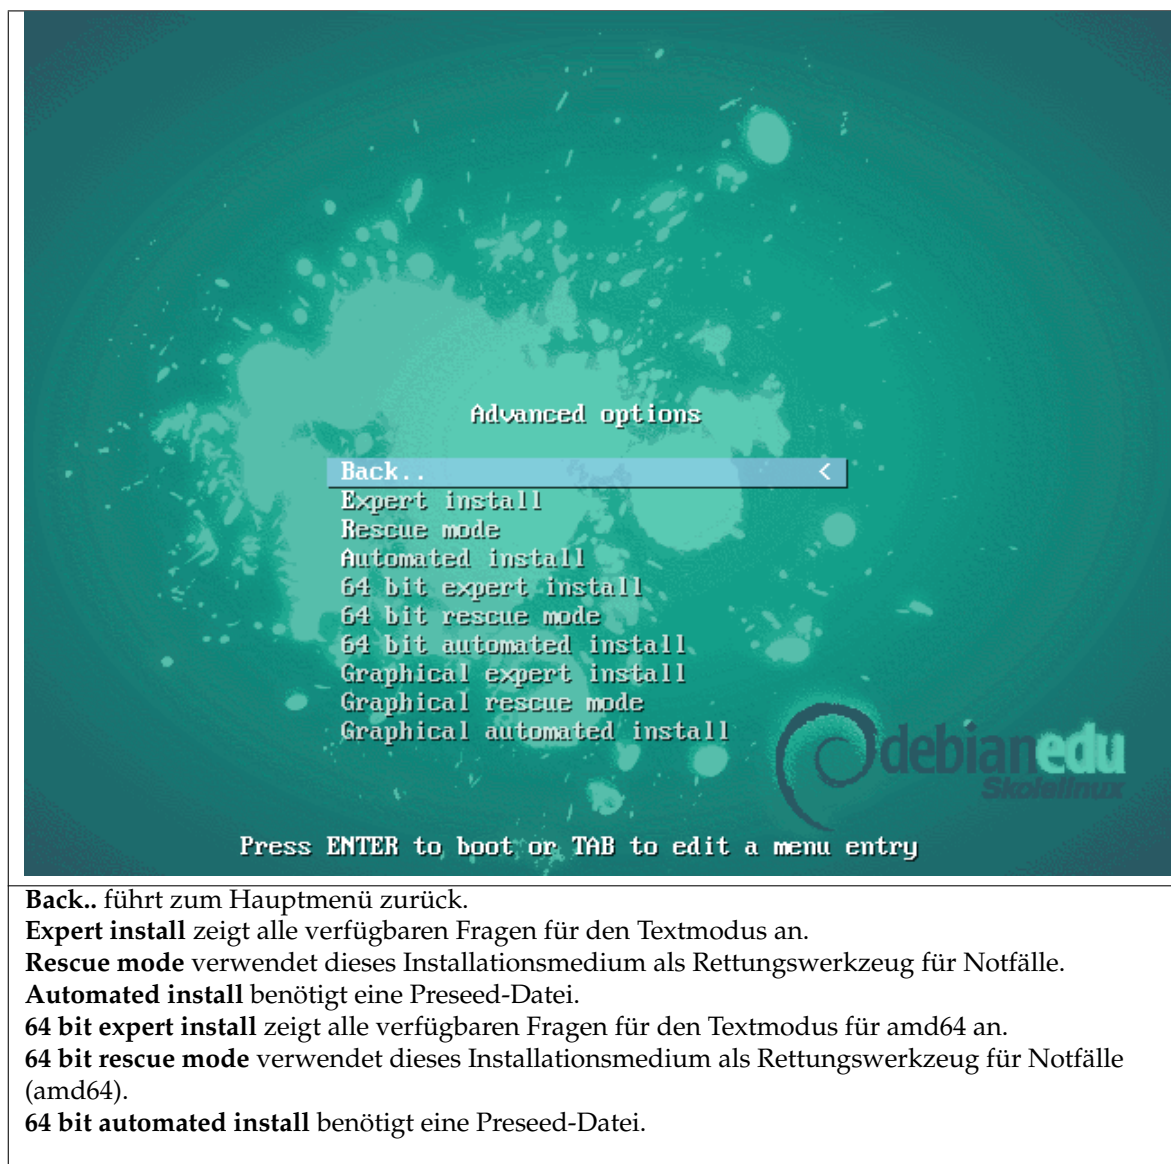 Advanced options
Back.. <
Expert install
Rescue mode
Automated install
64 bit expert install
64 bit rescue mode
64 bit automated install
Graphical expert install
Graphical rescue mode
Graphical automated install
debianedu
Skolelinux
Press ENTER to boot or TAB to edit a menu entry
Back.. führt zum Hauptmenü zurück.
Expert install zeigt alle verfügbaren Fragen für den Textmodus an.
Rescue mode verwendet dieses Installationsmedium als Rettungswerkzeug für Notfälle.
Automated install benötigt eine Preseed-Datei.
64 bit expert install zeigt alle verfügbaren Fragen für den Textmodus für amd64 an.
64 bit rescue mode verwendet dieses Installationsmedium als Rettungswerkzeug für Notfälle
(amd64).
64 bit automated install benötigt eine Preseed-Datei.